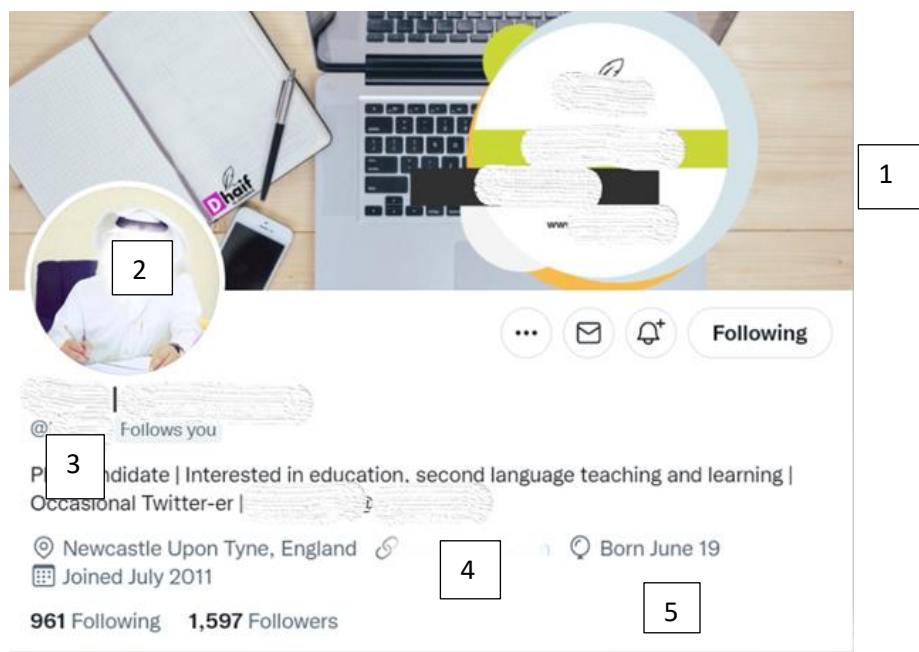 1
Dhaif
www
2
Following
@
Follows you
3
ndidate | Interested in education, second language teaching and learning |
Occasional Twitter-er |
Newcastle Upon Tyne, England
Born June 19
4
Joined July 2011
5
961 Following 1,597 Followers